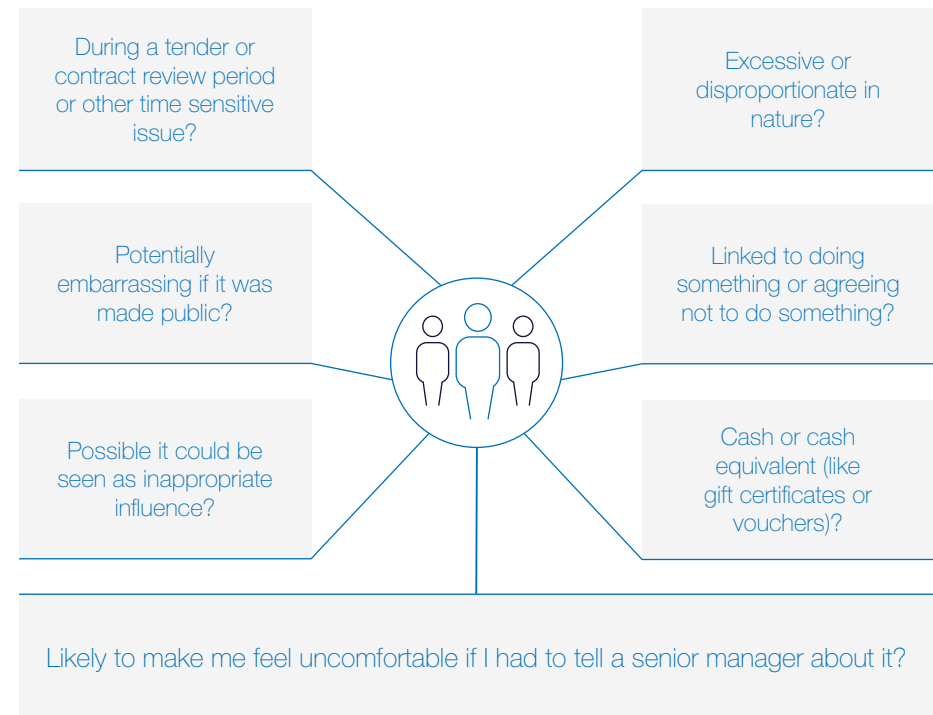 During a tender or
contract review period
or other time sensitive
issue?
Excessive or
disproportionate in
nature?
Potentially
embarrassing if it was
made public?
Linked to doing
something or agreeing
not to do something?
Possible it could be
seen as inappropriate
influence?
Cash or cash
equivalent (like
gift certificates or
vouchers)?
Likely to make me feel uncomfortable if I had to tell a senior manager about it?